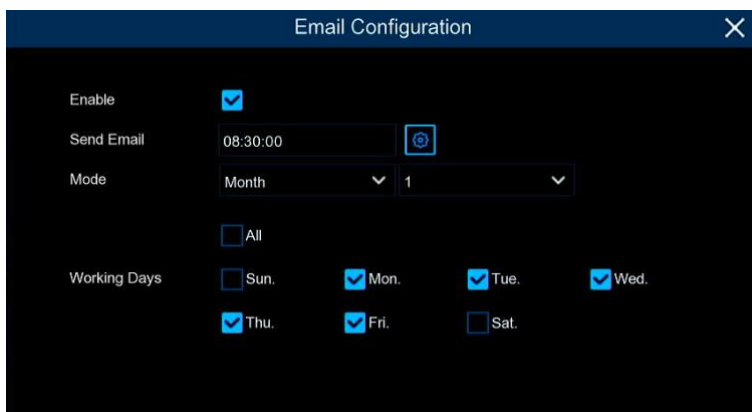 Email Configuration
Enable
Send Email 08:30:00
Mode Month 1
All
Working Days Sun. Mon. Tue. Wed.
Thu. Fri. Sat.